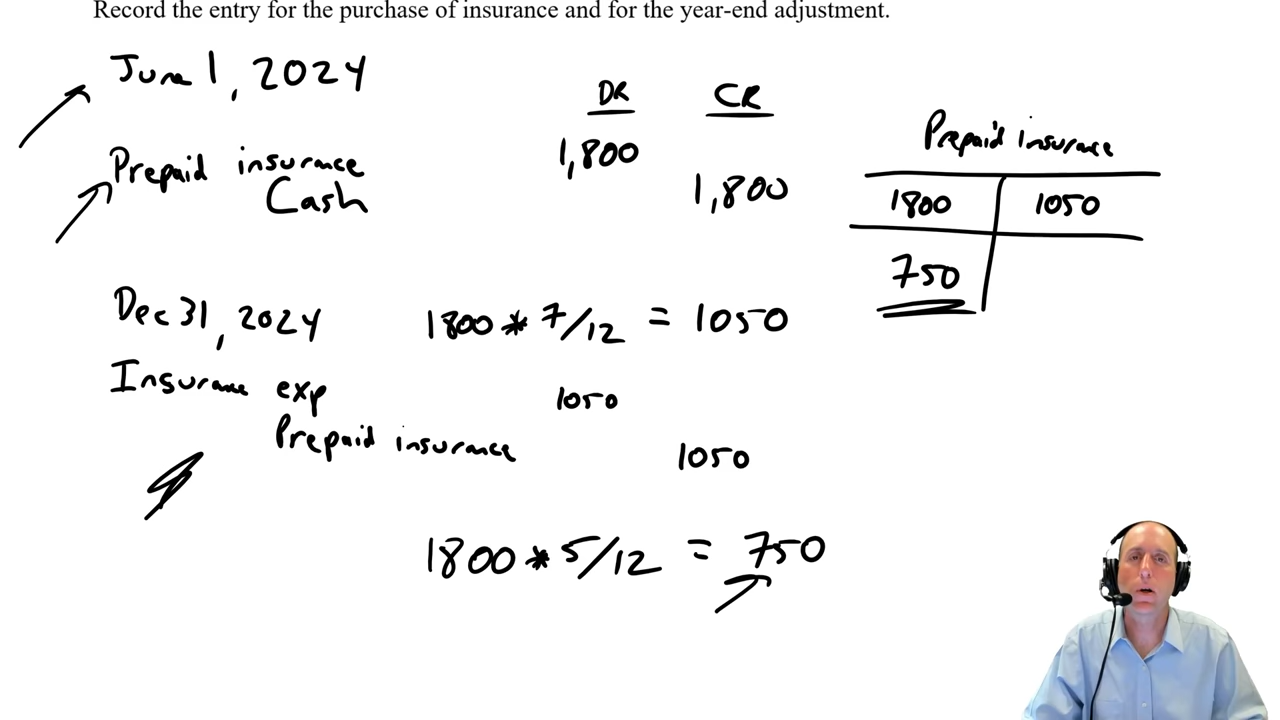 Record the entry for the purchase of insurance and for the year-end adjustment.
June 1, 2024
DR CR
Prepaid insurance 1,800
Cash 1,800
Dec 31, 2024 1800 * 7/12 = 1050
Insurance exp 1050
Prepaid insurance 1050
1800 * 5/12 = 750
Prepaid insurance
1800 1050
750